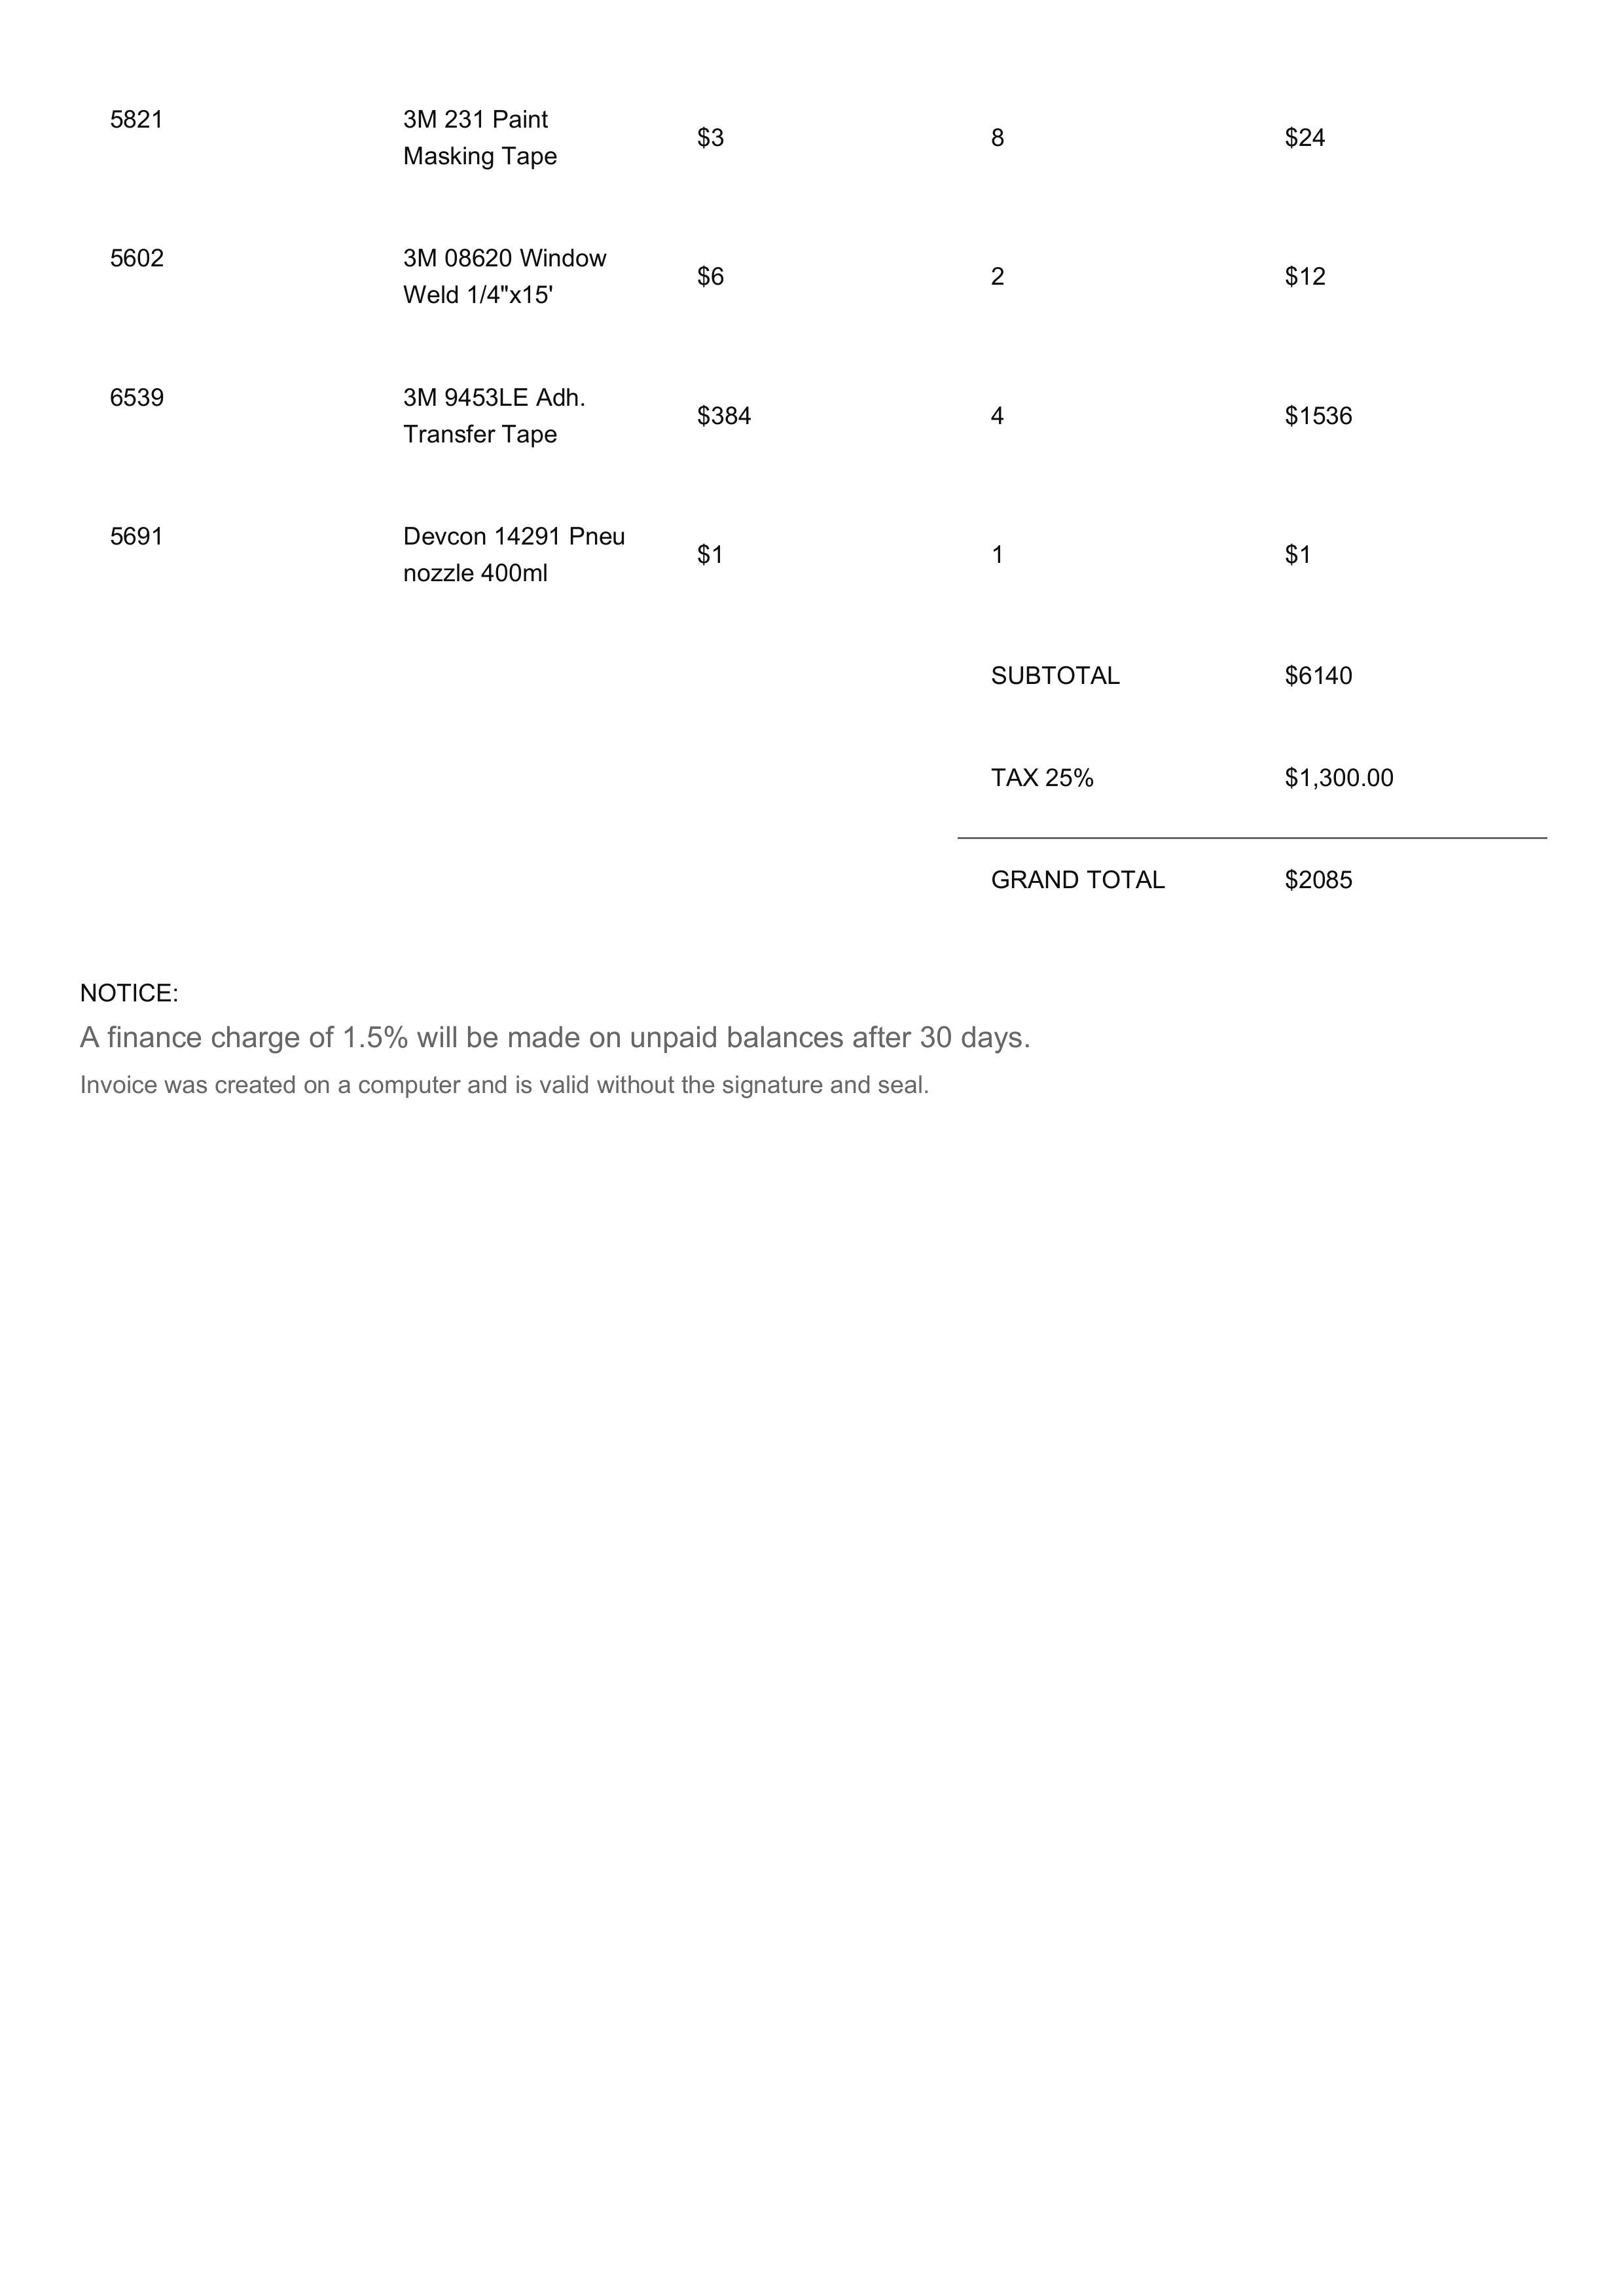 5821 3M 231 Paint Masking Tape $3 8 $24
5602 3M 08620 Window Weld 1/4"x15' $6 2 $12
6539 3M 9453LE Adh. Transfer Tape $384 4 $1536
5691 Devcon 14291 Pneu nozzle 400ml $1 1 $1
SUBTOTAL $6140
TAX 25% $1,300.00
GRAND TOTAL $2085
NOTICE:
A finance charge of 1.5% will be made on unpaid balances after 30 days.
Invoice was created on a computer and is valid without the signature and seal.